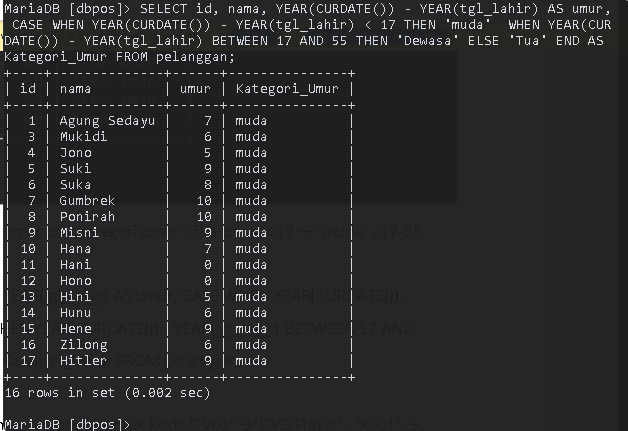 MariaDB [dbpos]> SELECT id, nama, YEAR(CURDATE()) - YEAR(tgl_lahir) AS umur,
CASE WHEN YEAR(CURDATE()) - YEAR(tgl_lahir) < 17 THEN 'muda'  WHEN YEAR(CUR
DATE()) - YEAR(tgl_lahir) BETWEEN 17 AND 55 THEN 'Dewasa' ELSE 'Tua' END AS
Kategori_Umur FROM pelanggan;
+----+--------------+------+---------------+
| id | nama         | umur | Kategori_Umur |
+----+--------------+------+---------------+
|  1 | Agung Sedayu |    7 | muda          |
|  3 | Mukidi       |    6 | muda          |
|  4 | Jono         |    5 | muda          |
|  5 | Suki         |    9 | muda          |
|  6 | Suka         |    8 | muda          |
|  7 | Gumbrek      |   10 | muda          |
|  8 | Ponirah      |   10 | muda          |
|  9 | Misni        |    9 | muda          |
| 10 | Hana         |    7 | muda          |
| 11 | Hani         |    0 | muda          |
| 12 | Hono         |    0 | muda          |
| 13 | Hini         |    5 | muda          |
| 14 | Hunu         |    6 | muda          |
| 15 | Hene         |    9 | muda          |
| 16 | Zilong       |    6 | muda          |
| 17 | Hitler       |    9 | muda          |
+----+--------------+------+---------------+
16 rows in set (0.002 sec)
MariaDB [dbpos]>